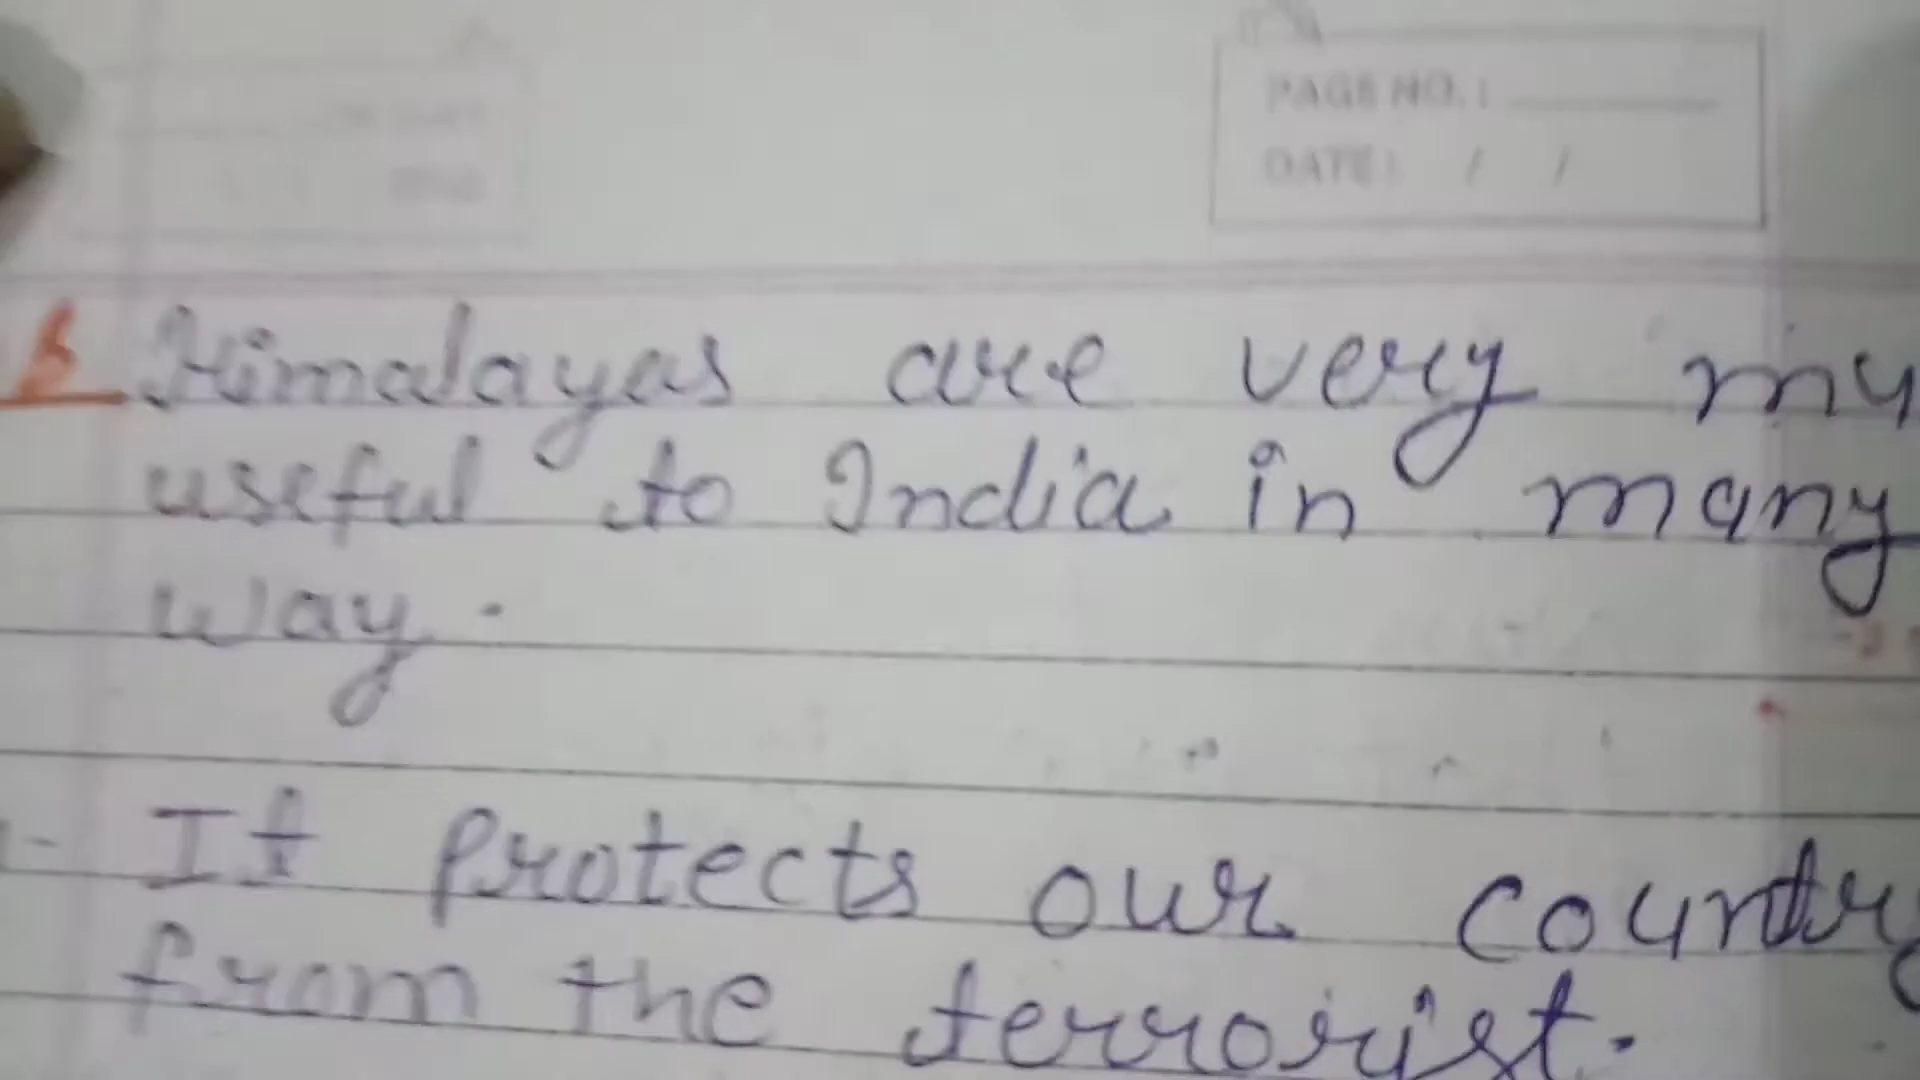 PAGE NO.:
DATE: / /
Himalayas are very
useful to India in many
way.
It protects our country
from the terrorist.